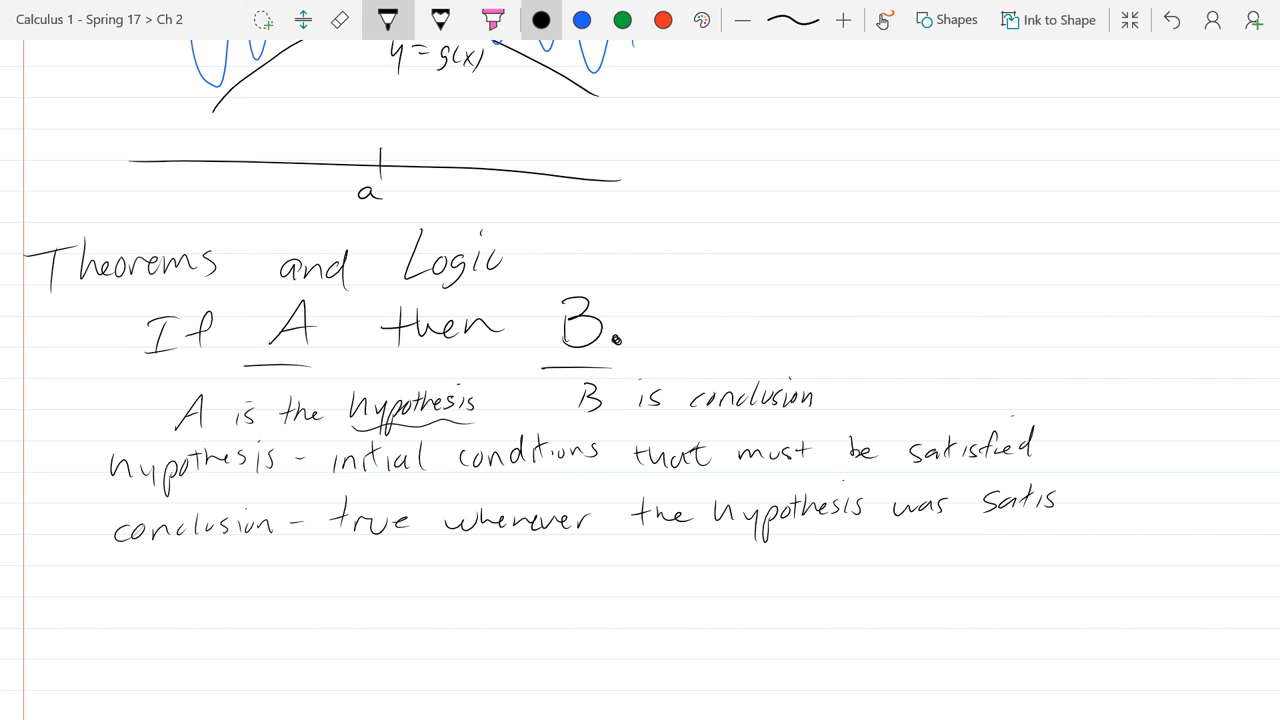 Calculus 1 - Spring 17 > Ch 2
Shapes
Ink to Shape
y = g(x)
a
Theorems and Logic
If A then B.
A is the hypothesis B is conclusion
hypothesis - initial conditions that must be satisfied
conclusion - true whenever the hypothesis was satis